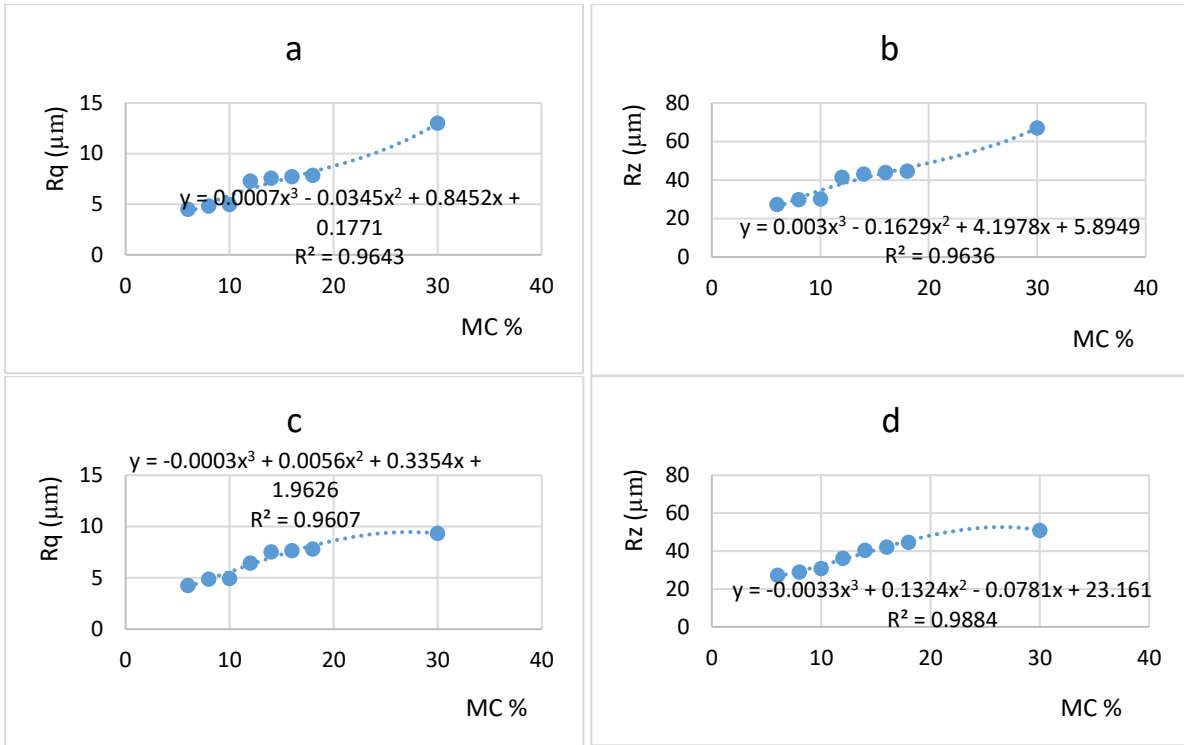 a
Rq (μm)
15
10
5
0
y = 0.0007x³ - 0.0345x² + 0.8452x +
0.1771
R² = 0.9643
0 10 20 30 40
MC %
b
Rz (μm)
80
60
40
20
0
y = 0.003x³ - 0.1629x² + 4.1978x + 5.8949
R² = 0.9636
0 10 20 30 40
MC %
c
y = -0.0003x³ + 0.0056x² + 0.3354x +
1.9626
R² = 0.9607
Rq (μm)
15
10
5
0
0 10 20 30 40
MC %
d
Rz (μm)
80
60
40
20
0
y = -0.0033x³ + 0.1324x² - 0.0781x + 23.161
R² = 0.9884
0 10 20 30 40
MC %